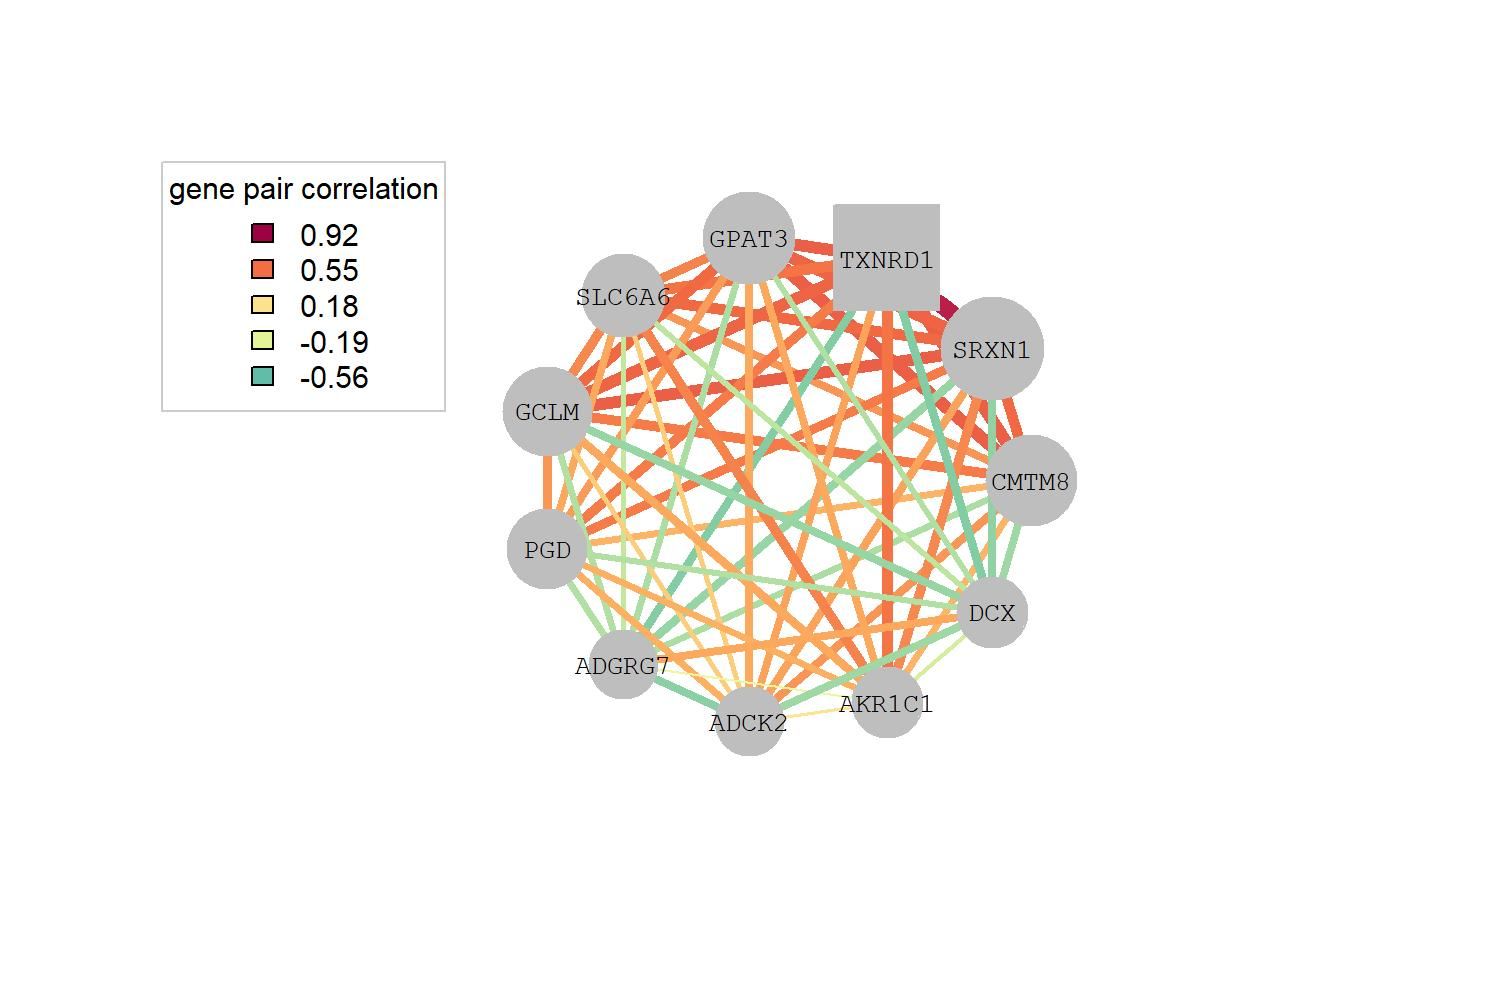 gene pair correlation
0.92
0.55
0.18
-0.19
-0.56
GPAT3
TXNRD1
SLC6A6
SRXN1
GCLM
CMTM8
PGD
DCX
ADGRG7
AKR1C1
ADCK2